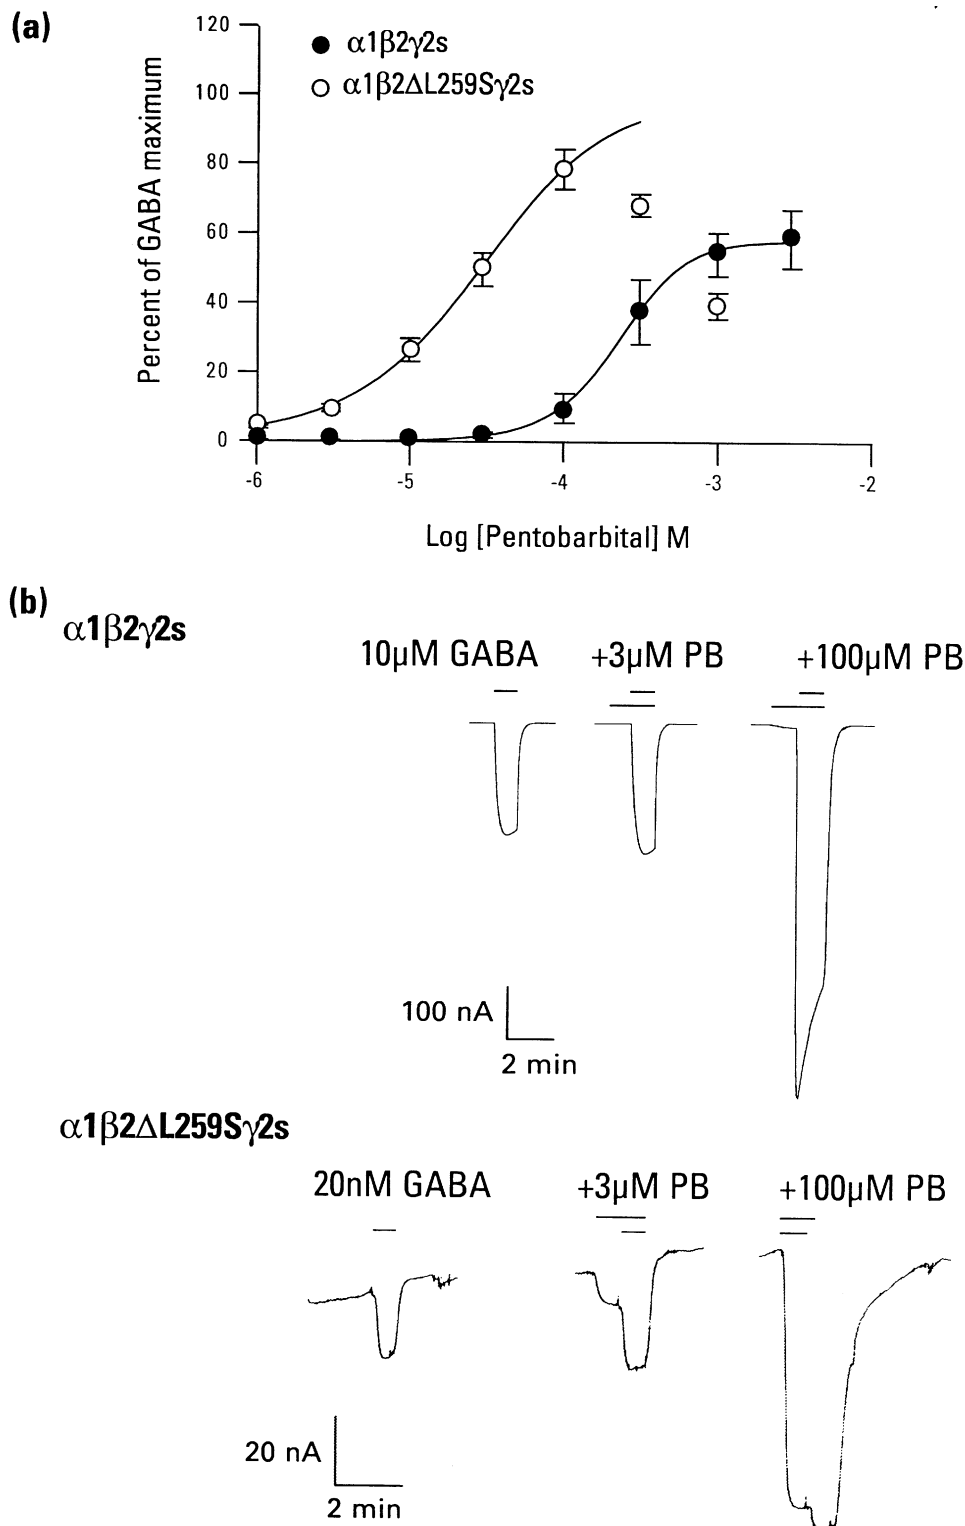 (a)
α1β2γ2s
α1β2ΔL259Sγ2s
Percent of GABA maximum
120
100
80
60
40
20
0
-6
-5
-4
-3
-2
Log [Pentobarbital] M
(b)
α1β2γ2s
10µM GABA
+3µM PB
+100µM PB
100 nA
2 min
α1β2ΔL259Sγ2s
20nM GABA
+3µM PB
+100µM PB
20 nA
2 min